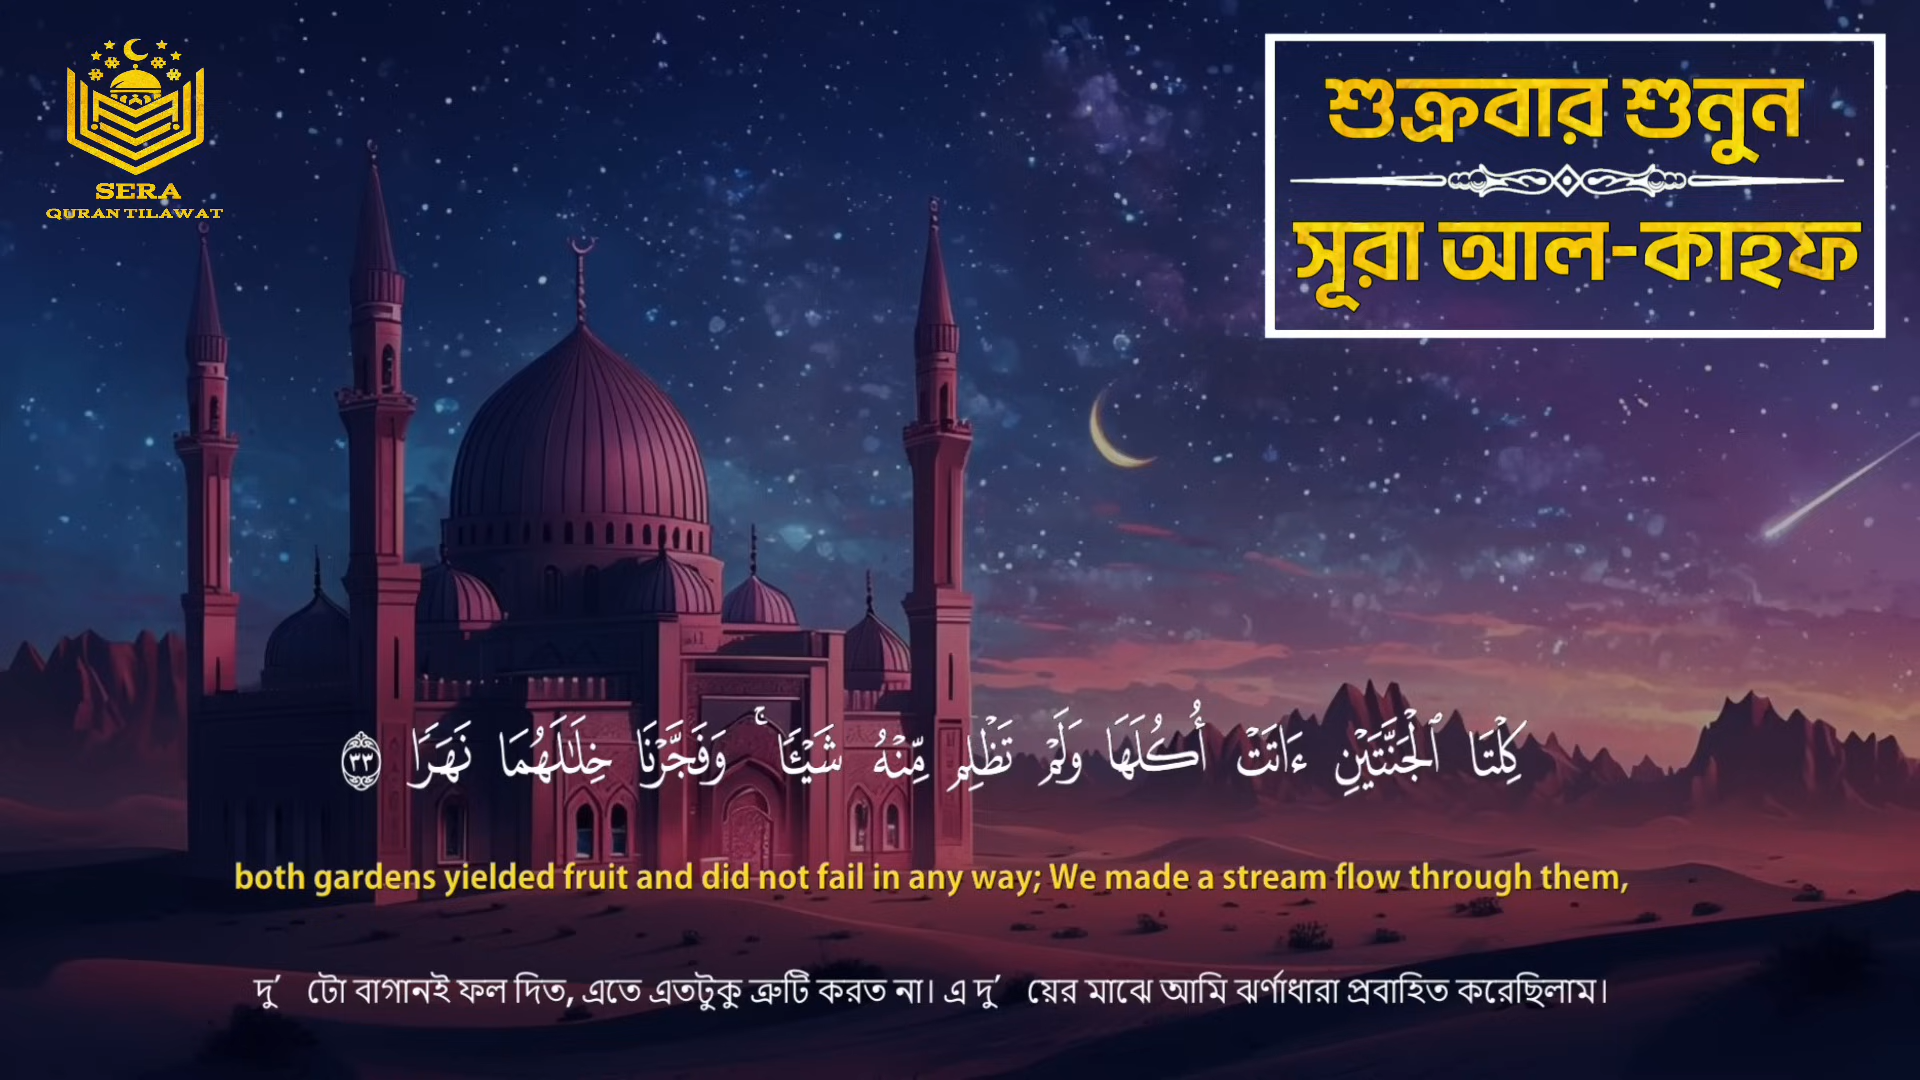 SERA
QURAN TILAWAT
শুক্রবার শুনুন
সূরা আল-কাহফ
كِلْتَا ٱلْجَنَّتَيْنِ ءَاتَتْ أُكُلَهَا وَلَمْ تَظْلِم مِّنْهُ شَيْـًٔا ۚ وَفَجَّرْنَا خِلَـٰلَهُمَا نَهَرًا ٣٣
both gardens yielded fruit and did not fail in any way; We made a stream flow through them,
দু’ টো বাগানই ফল দিত, এতে এতটুকু ত্রুটি করত না। এ দু’ য়ের মাঝে আমি ঝর্ণাধারা প্রবাহিত করেছিলাম।